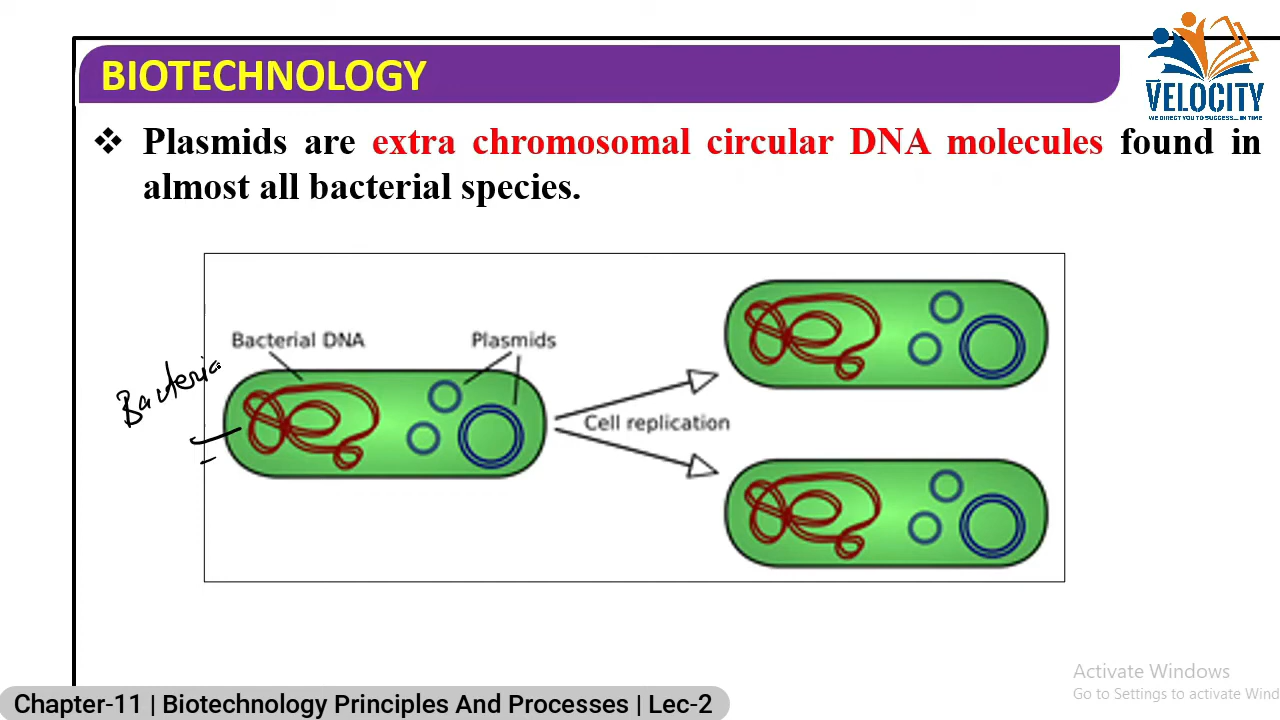 BIOTECHNOLOGY
VELOCITY
WE DIRECT YOU TO SUCCESS.... IN TIME
❖ Plasmids are extra chromosomal circular DNA molecules found in
almost all bacterial species.
Bacterial DNA
Plasmids
Bacteria
Cell replication
Activate Windows
Go to Settings to activate Wind
Chapter-11 | Biotechnology Principles And Processes | Lec-2